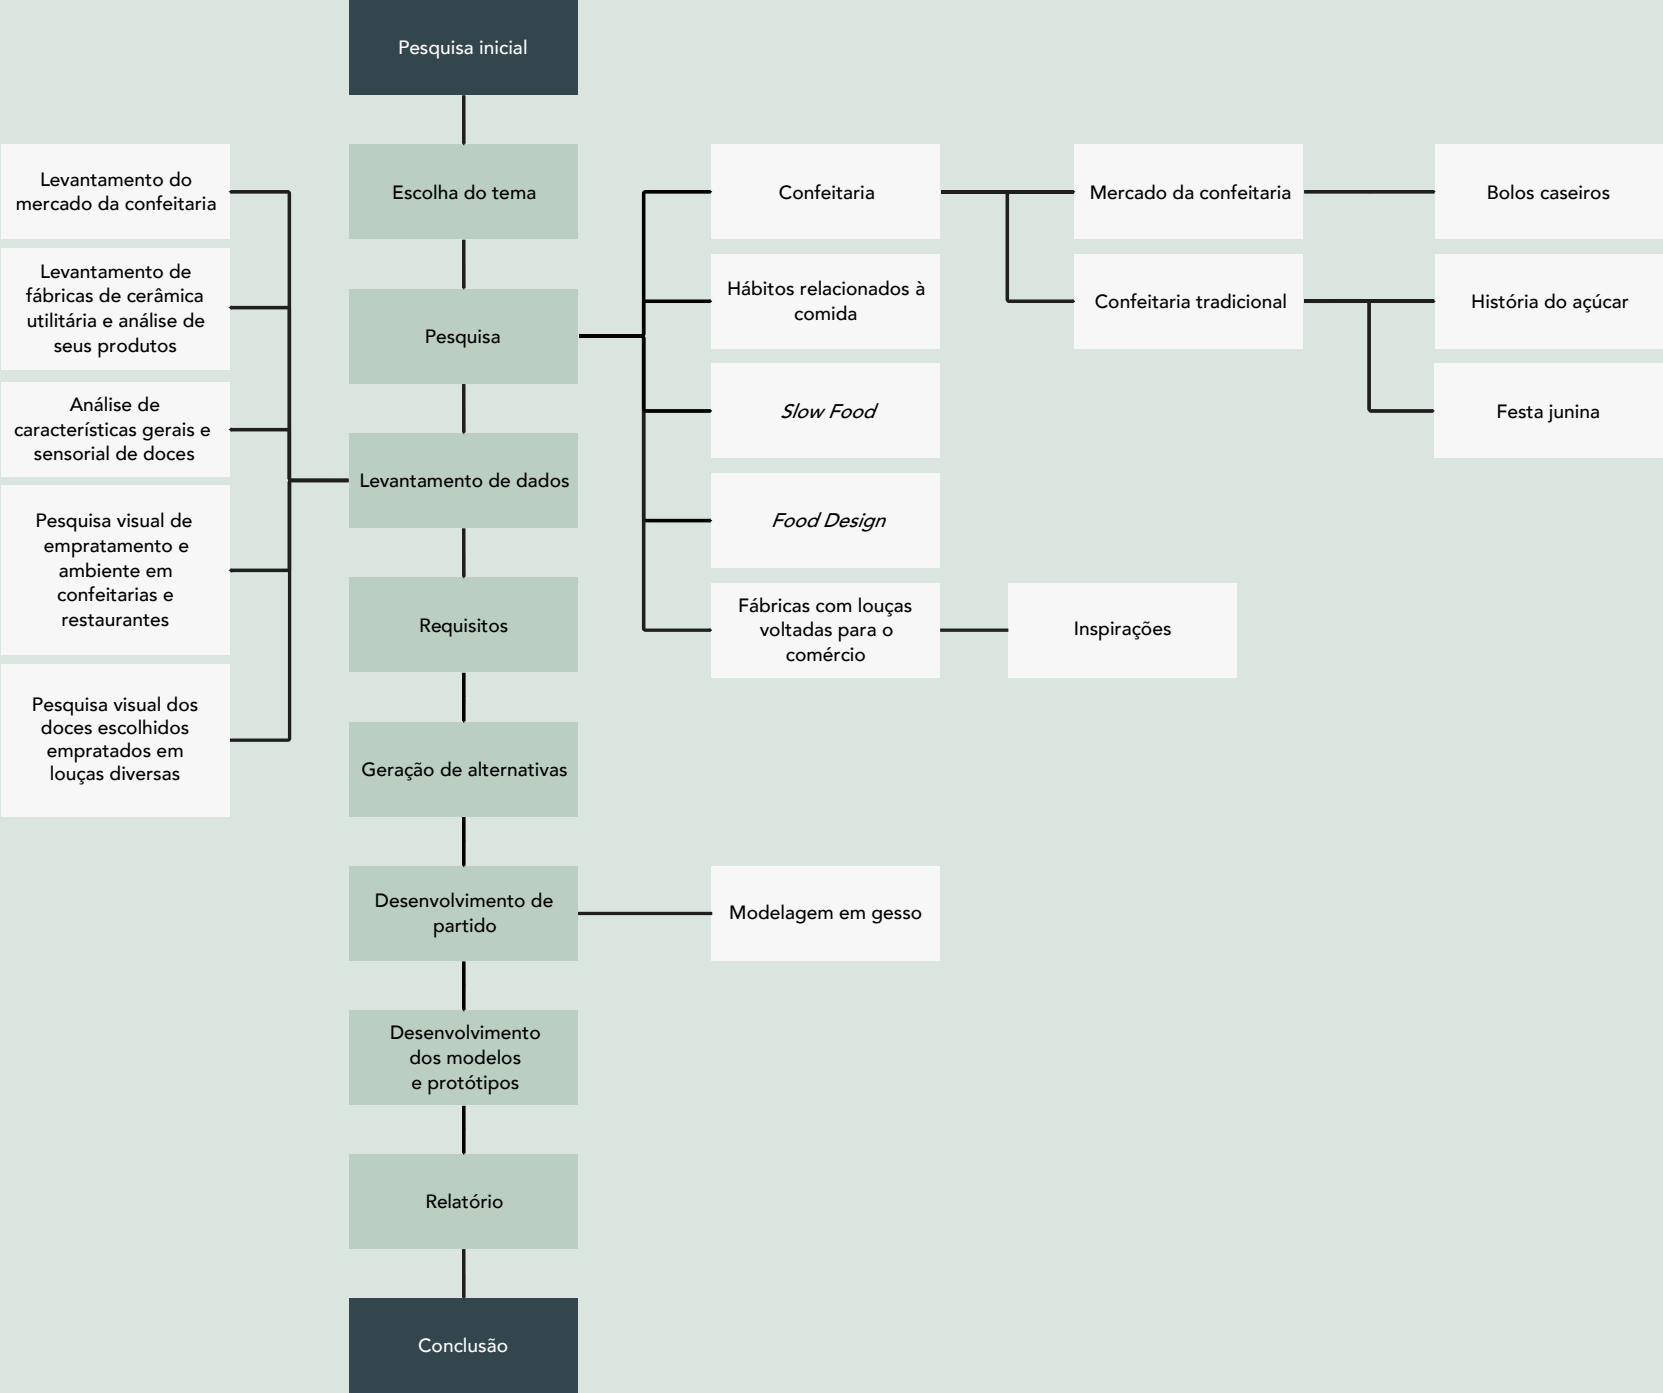 Pesquisa inicial
Escolha do tema
Pesquisa
Levantamento de dados
Requisitos
Geração de alternativas
Desenvolvimento de
partido
Desenvolvimento
dos modelos
e protótipos
Relatório
Conclusão
Levantamento do
mercado da confeitaria
Levantamento de
fábricas de cerâmica
utilitária e análise de
seus produtos
Análise de
características gerais e
sensorial de doces
Pesquisa visual de
empratamento e
ambiente em
confeitarias e
restaurantes
Pesquisa visual dos
doces escolhidos
empratados em
louças diversas
Confeitaria
Hábitos relacionados à
comida
Slow Food
Food Design
Fábricas com louças
voltadas para o
comércio
Inspirações
Mercado da confeitaria
Confeitaria tradicional
Bolos caseiros
História do açúcar
Festa junina
Modelagem em gesso